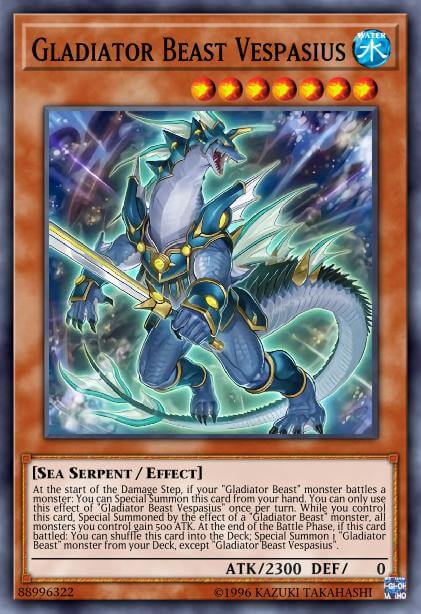 GLADIATOR BEAST VESPASIUS
WATER
水
[SEA SERPENT / EFFECT]
At the start of the Damage Step, if your "Gladiator Beast" monster battles a
monster: You can Special Summon this card from your hand. You can only use
this effect of "Gladiator Beast Vespasius" once per turn. While you
control this card, Special Summoned by the effect of a "Gladiator Beast" monster, all
monsters you control gain 500 ATK. At the end of the Battle Phase, if this card
battled: You can shuffle this card into the Deck; Special Summon 1 "Gladiator
Beast" monster from your Deck, except "Gladiator Beast Vespasius".
ATK/2300 DEF/ 0
88996322
©1996 KAZUKI TAKAHASHI